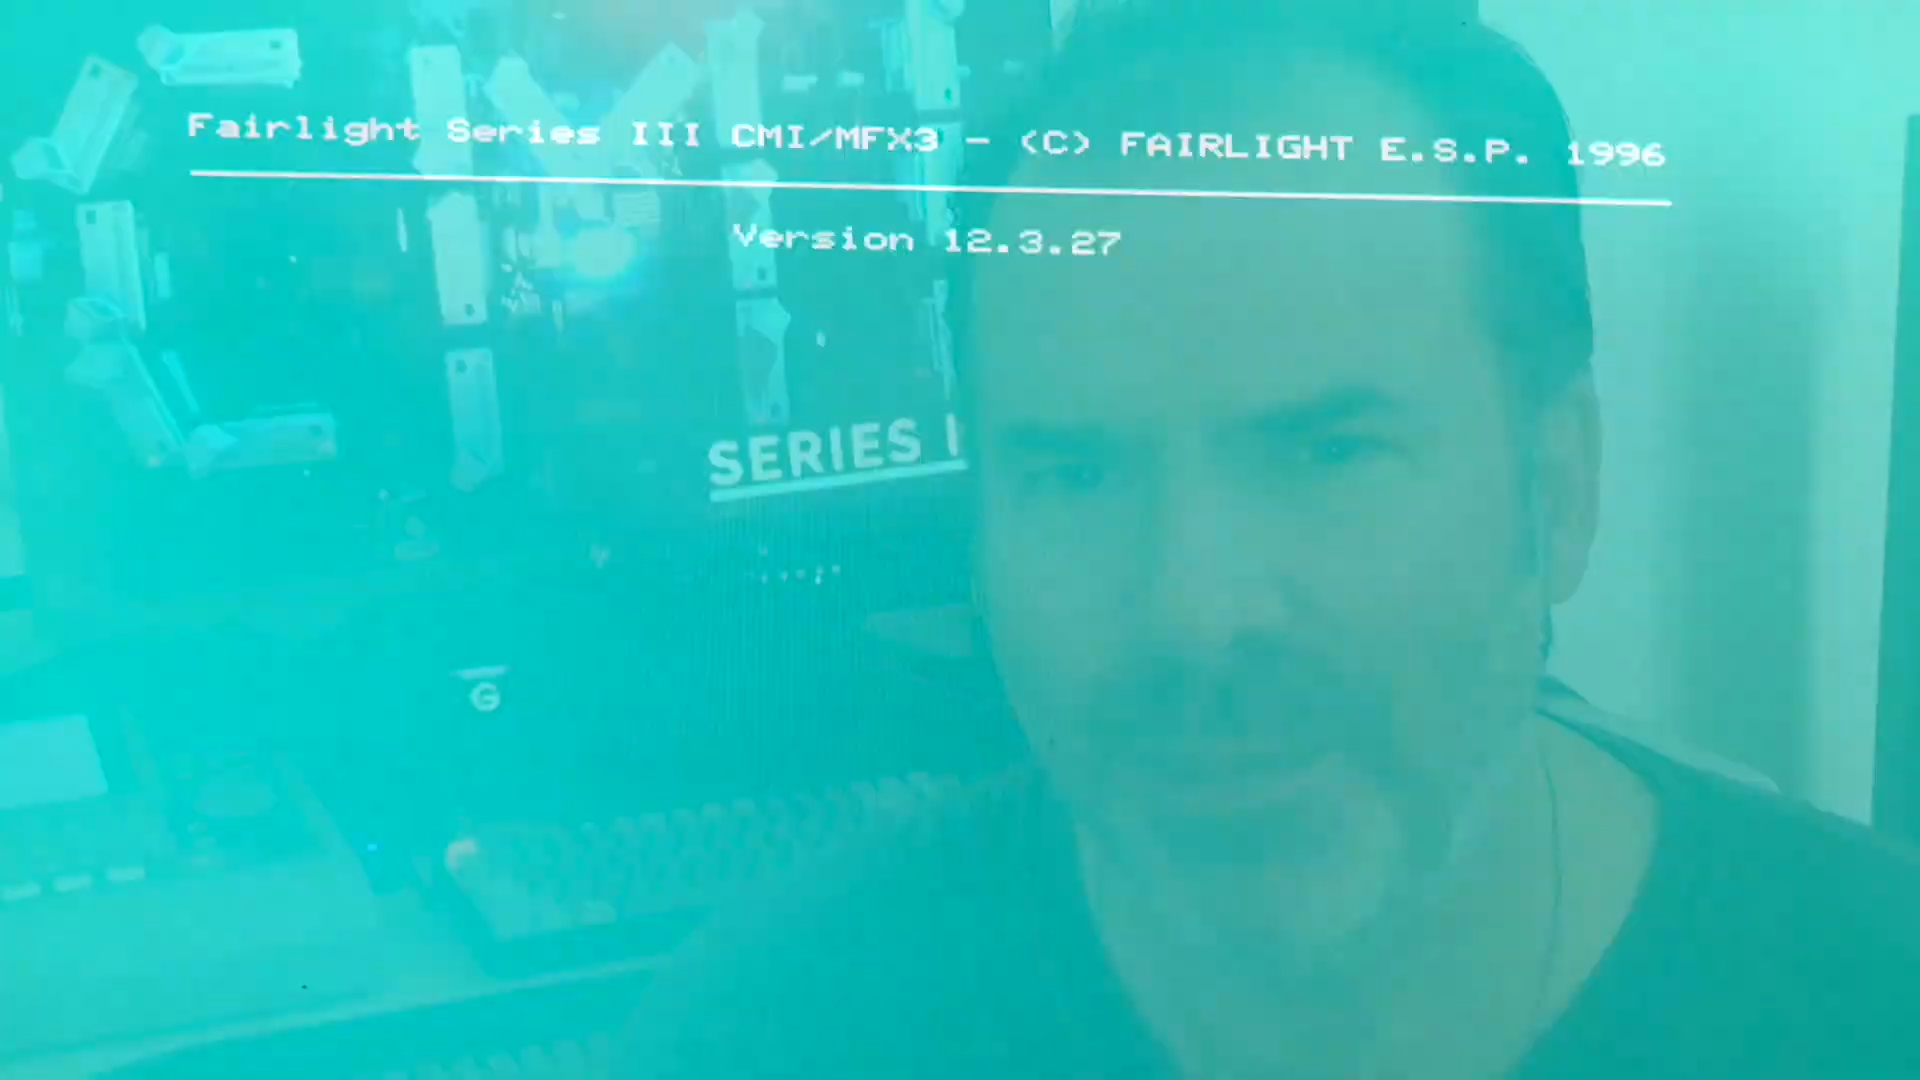 Fairlight Series III CMI/MFX3 - (C) FAIRLIGHT E.S.P. 1996
Version 12.3.27
SERIES I
G